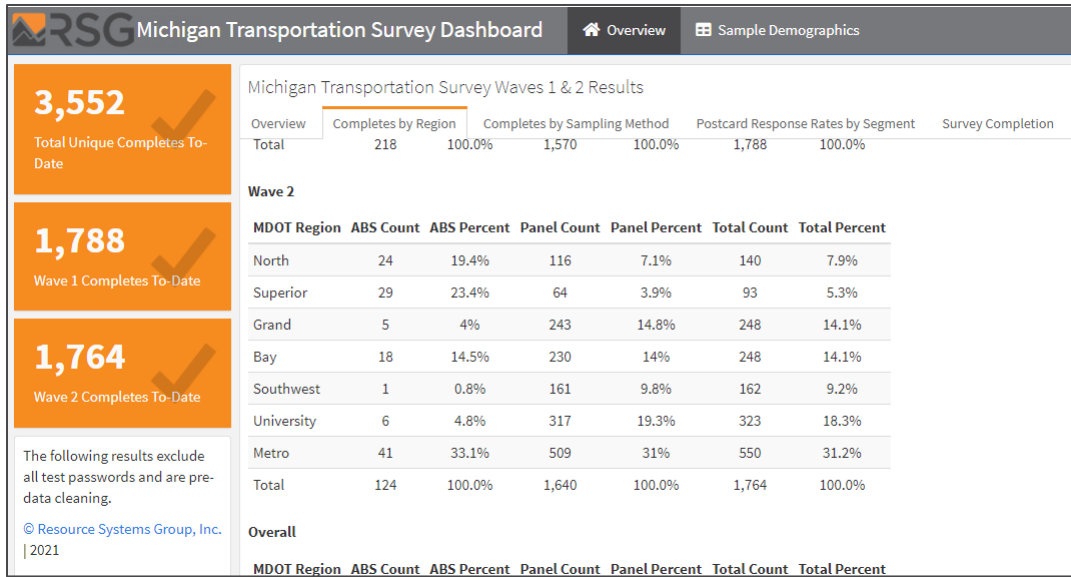 RSG Michigan Transportation Survey Dashboard Overview Sample Demographics
3,552
Total Unique Completes To-
Date
1,788
Wave 1 Completes To-Date
1,764
Wave 2 Completes To-Date
The following results exclude
all test passwords and are pre-
data cleaning.
© Resource Systems Group, Inc.
| 2021
Michigan Transportation Survey Waves 1 & 2 Results
Overview Completes by Region Completes by Sampling Method Postcard Response Rates by Segment Survey Completion
Total 218 100.0% 1,570 100.0% 1,788 100.0%
Wave 2
MDOT Region ABS Count ABS Percent Panel Count Panel Percent Total Count Total Percent
North 24 19.4% 116 7.1% 140 7.9%
Superior 29 23.4% 64 3.9% 93 5.3%
Grand 5 4% 243 14.8% 248 14.1%
Bay 18 14.5% 230 14% 248 14.1%
Southwest 1 0.8% 161 9.8% 162 9.2%
University 6 4.8% 317 19.3% 323 18.3%
Metro 41 33.1% 509 31% 550 31.2%
Total 124 100.0% 1,640 100.0% 1,764 100.0%
Overall
MDOT Region ABS Count ABS Percent Panel Count Panel Percent Total Count Total Percent